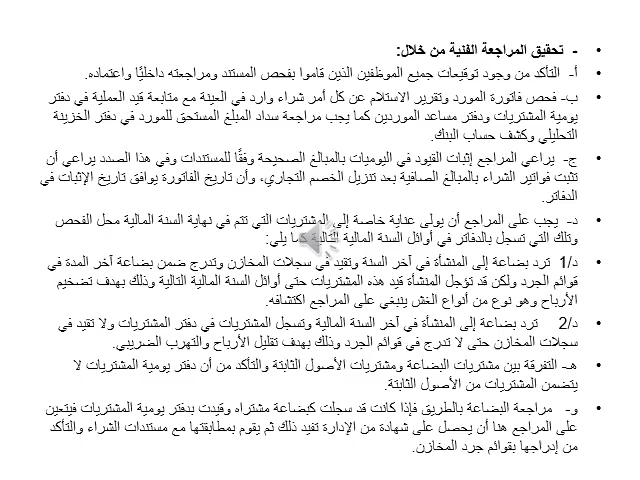 • - تحقيق المراجعة الفنية من خلال:
• أ- التأكد من وجود توقيعات جميع الموظفين الذين قاموا بفحص المستند ومراجعته داخليًا واعتماده.
• ب- فحص فاتورة المورد وتقرير الاستلام عن كل أمر شراء وارد في العينة مع متابعة قيد العملية في دفتر
يومية المشتريات ودفتر مساعد الموردين كما يجب مراجعة سداد المبلغ المستحق للمورد في دفتر الخزينة
التحليلي وكشف حساب البنك.
• ج- يراعي المراجع إثبات القيود في اليوميات بالمبالغ الصحيحة وفقًا للمستندات وفي هذا الصدد يراعي أن
تثبت فواتير الشراء بالمبالغ الصافية بعد تنزيل الخصم التجاري، وأن تاريخ الفاتورة يوافق تاريخ الإثبات في
الدفاتر.
• د- يجب على المراجع أن يولى عناية خاصة إلى المشتريات التي تتم في نهاية السنة المالية محل الفحص
وتلك التي تسجل بالدفاتر في أوائل السنة المالية التالية كما يلي:
• د/1 ترد بضاعة إلى المنشأة في آخر السنة وتقيد في سجلات المخازن وتدرج ضمن بضاعة آخر المدة في
قوائم الجرد ولكن قد تؤجل المنشأة قيد هذه المشتريات حتى أوائل السنة المالية التالية وذلك بهدف تضخيم
الأرباح وهو نوع من أنواع الغش ينبغي على المراجع اكتشافه.
• د/2 ترد بضاعة إلى المنشأة في آخر السنة المالية وتسجل المشتريات في دفتر المشتريات ولا تقيد في
سجلات المخازن حتى لا تدرج في قوائم الجرد وذلك بهدف تقليل الأرباح والتهرب الضريبي.
• هـ- التفرقة بين مشتريات البضاعة ومشتريات الأصول الثابتة والتأكد من أن دفتر يومية المشتريات لا
يتضمن المشتريات من الأصول الثابتة.
• و- مراجعة البضاعة بالطريق فإذا كانت قد سجلت كبضاعة مشتراه وقيدت بدفتر يومية المشتريات فيتعين
على المراجع هنا أن يحصل على شهادة من الإدارة تفيد ذلك ثم يقوم بمطابقتها مع مستندات الشراء والتأكد
من إدراجها بقوائم جرد المخازن.